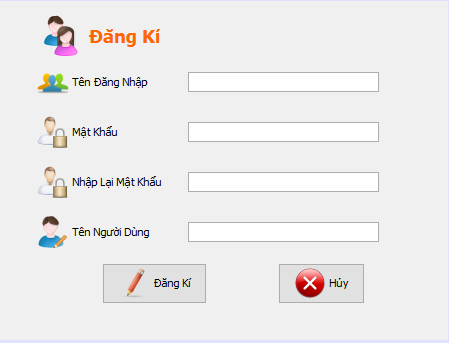 Đăng Kí
Tên Đăng Nhập
Mật Khẩu
Nhập Lại Mật Khẩu
Tên Người Dùng
Đăng Kí
Hủy